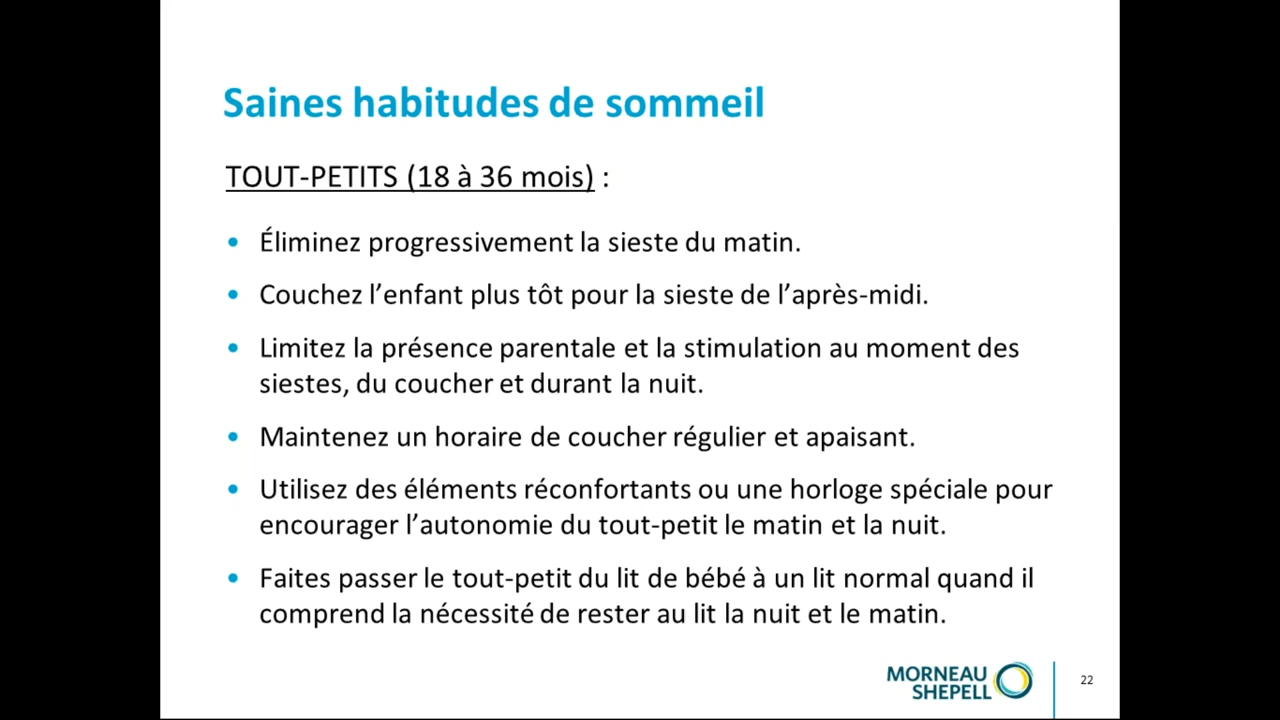 Saines habitudes de sommeil
TOUT-PETITS (18 à 36 mois) :
• Éliminez progressivement la sieste du matin.
• Couchez l’enfant plus tôt pour la sieste de l’après-midi.
• Limitez la présence parentale et la stimulation au moment des
siestes, du coucher et durant la nuit.
• Maintenez un horaire de coucher régulier et apaisant.
• Utilisez des éléments réconfortants ou une horloge spéciale pour
encourager l’autonomie du tout-petit le matin et la nuit.
• Faites passer le tout-petit du lit de bébé à un lit normal quand il
comprend la nécessité de rester au lit la nuit et le matin.
MORNEAU
SHEPELL
22